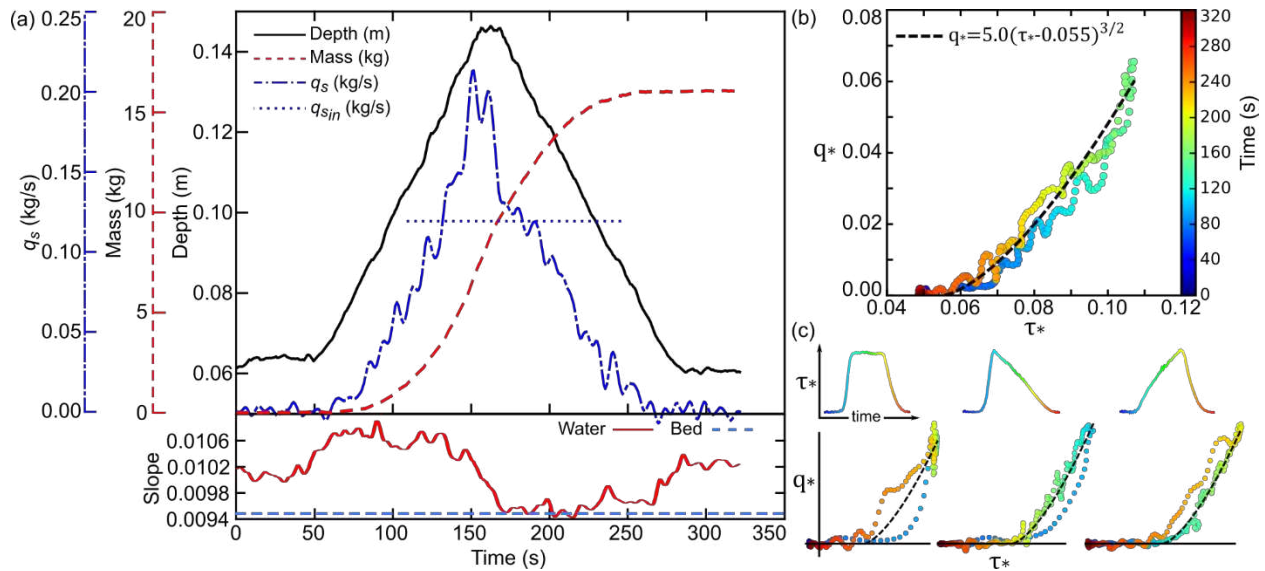 (a)
0.25
0.20
0.15
0.10
0.05
0.00
qs (kg/s)
20
15
10
5
0
Mass (kg)
0.14
0.12
0.10
0.08
0.06
Depth (m)
Depth (m)
Mass (kg)
qs (kg/s)
qsin (kg/s)
Water
Bed
0.0106
0.0102
0.0098
0.0094
Slope
0 50 100 150 200 250 300 350
Time (s)
(b)
q*=5.0(τ*-0.055)3/2
0.08
0.06
0.04
0.02
0.00
q*
0.04 0.06 0.08 0.10 0.12
τ*
320
280
240
200
160
120
80
40
0
Time (s)
(c)
τ*
time
q*
τ*